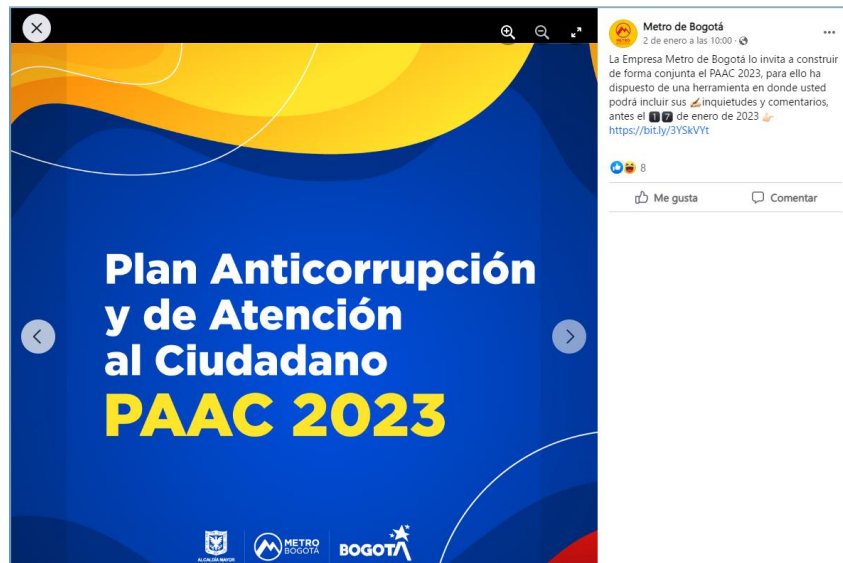 Plan Anticorrupción
y de Atención
al Ciudadano
PAAC 2023
ALCALDÍA MAYOR
METRO
BOGOTÁ
BOGOTÁ
Metro de Bogotá
2 de enero a las 10:00 ·
La Empresa Metro de Bogotá lo invita a construir
de forma conjunta el PAAC 2023, para ello ha
dispuesto de una herramienta en donde usted
podrá incluir sus ✍inquietudes y comentarios,
antes el 1️⃣7️⃣ de enero de 2023 👉
https://bit.ly/3YSkVYt
8
Me gusta
Comentar